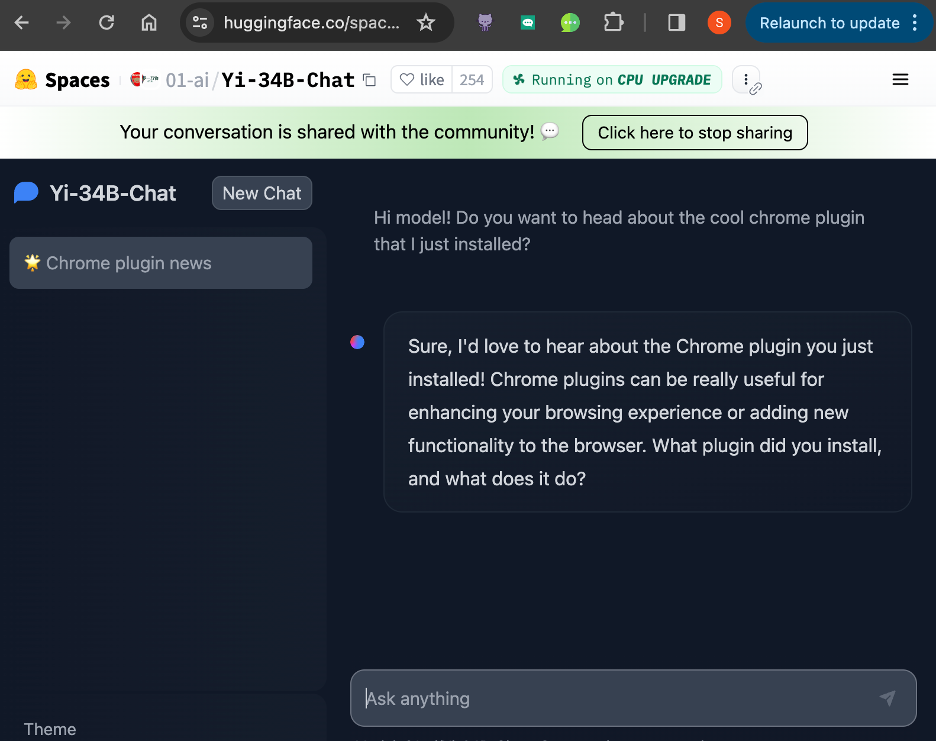 huggingface.co/spac...
S
Relaunch to update
Spaces
01-ai/Yi-34B-Chat
like
254
Running on CPU UPGRADE
Your conversation is shared with the community!
Click here to stop sharing
Yi-34B-Chat
New Chat
Hi model! Do you want to head about the cool chrome plugin
that I just installed?
🌟 Chrome plugin news
Sure, I'd love to hear about the Chrome plugin you just
installed! Chrome plugins can be really useful for
enhancing your browsing experience or adding new
functionality to the browser. What plugin did you install,
and what does it do?
Ask anything
Theme